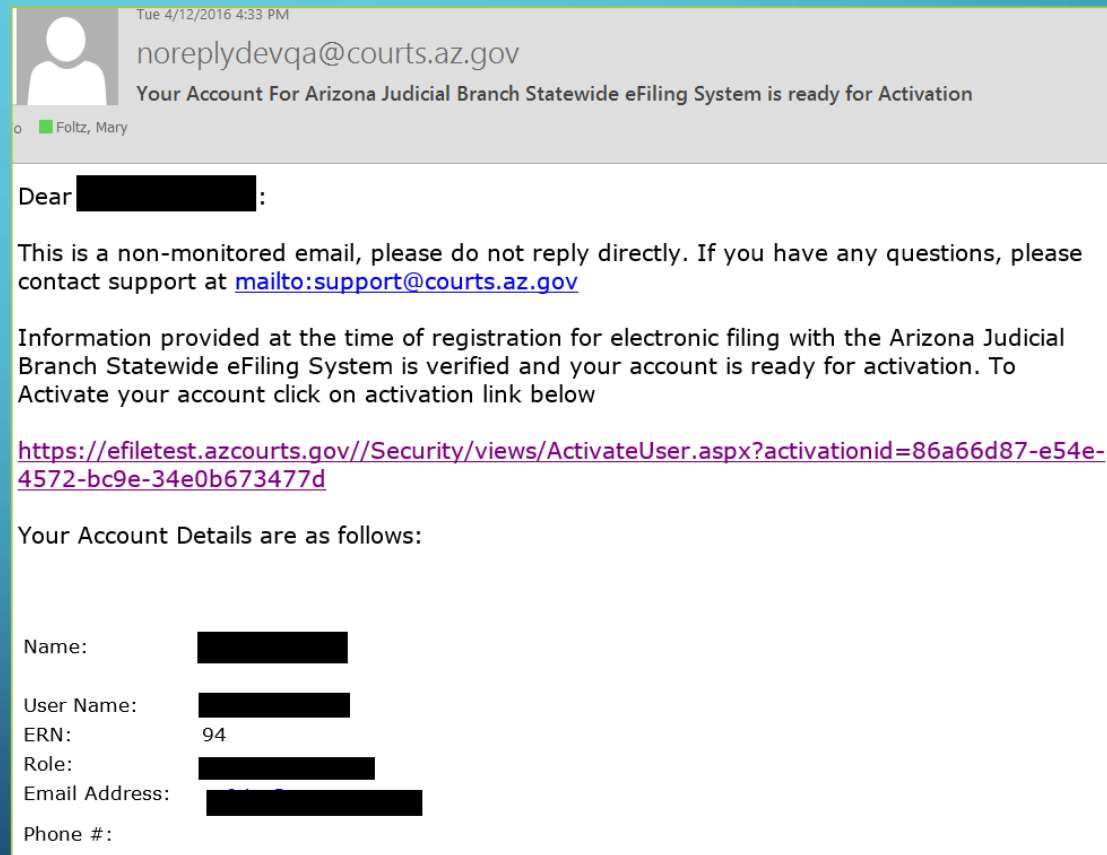 Tue 4/12/2016 4:33 PM
noreplydevqa@courts.az.gov
Your Account For Arizona Judicial Branch Statewide eFiling System is ready for Activation
o Foltz, Mary
Dear :
This is a non-monitored email, please do not reply directly. If you have any questions, please
contact support at mailto:support@courts.az.gov
Information provided at the time of registration for electronic filing with the Arizona Judicial
Branch Statewide eFiling System is verified and your account is ready for activation. To
Activate your account click on activation link below
https://efiletest.azcourts.gov//Security/views/ActivateUser.aspx?activationid=86a66d87-e54e-
4572-bc9e-34e0b673477d
Your Account Details are as follows:
Name:
User Name:
ERN: 94
Role:
Email Address:
Phone #: